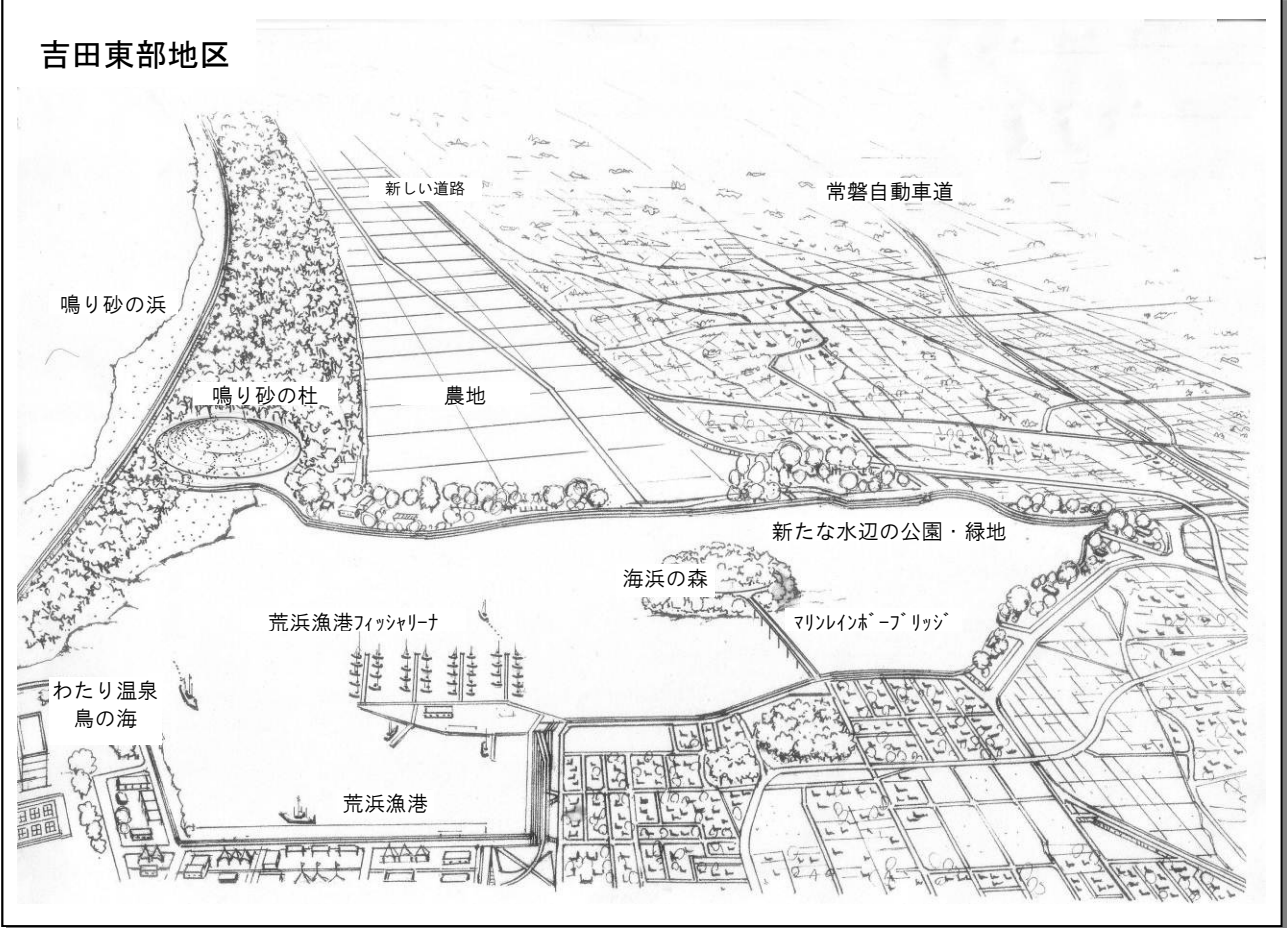 吉田東部地区
新しい道路
常磐自動車道
鳴り砂の浜
鳴り砂の杜
農地
新たな水辺の公園・緑地
海浜の森
荒浜漁港フィッシャリーナ
マリンレインボーブリッジ
わたり温泉
鳥の海
荒浜漁港